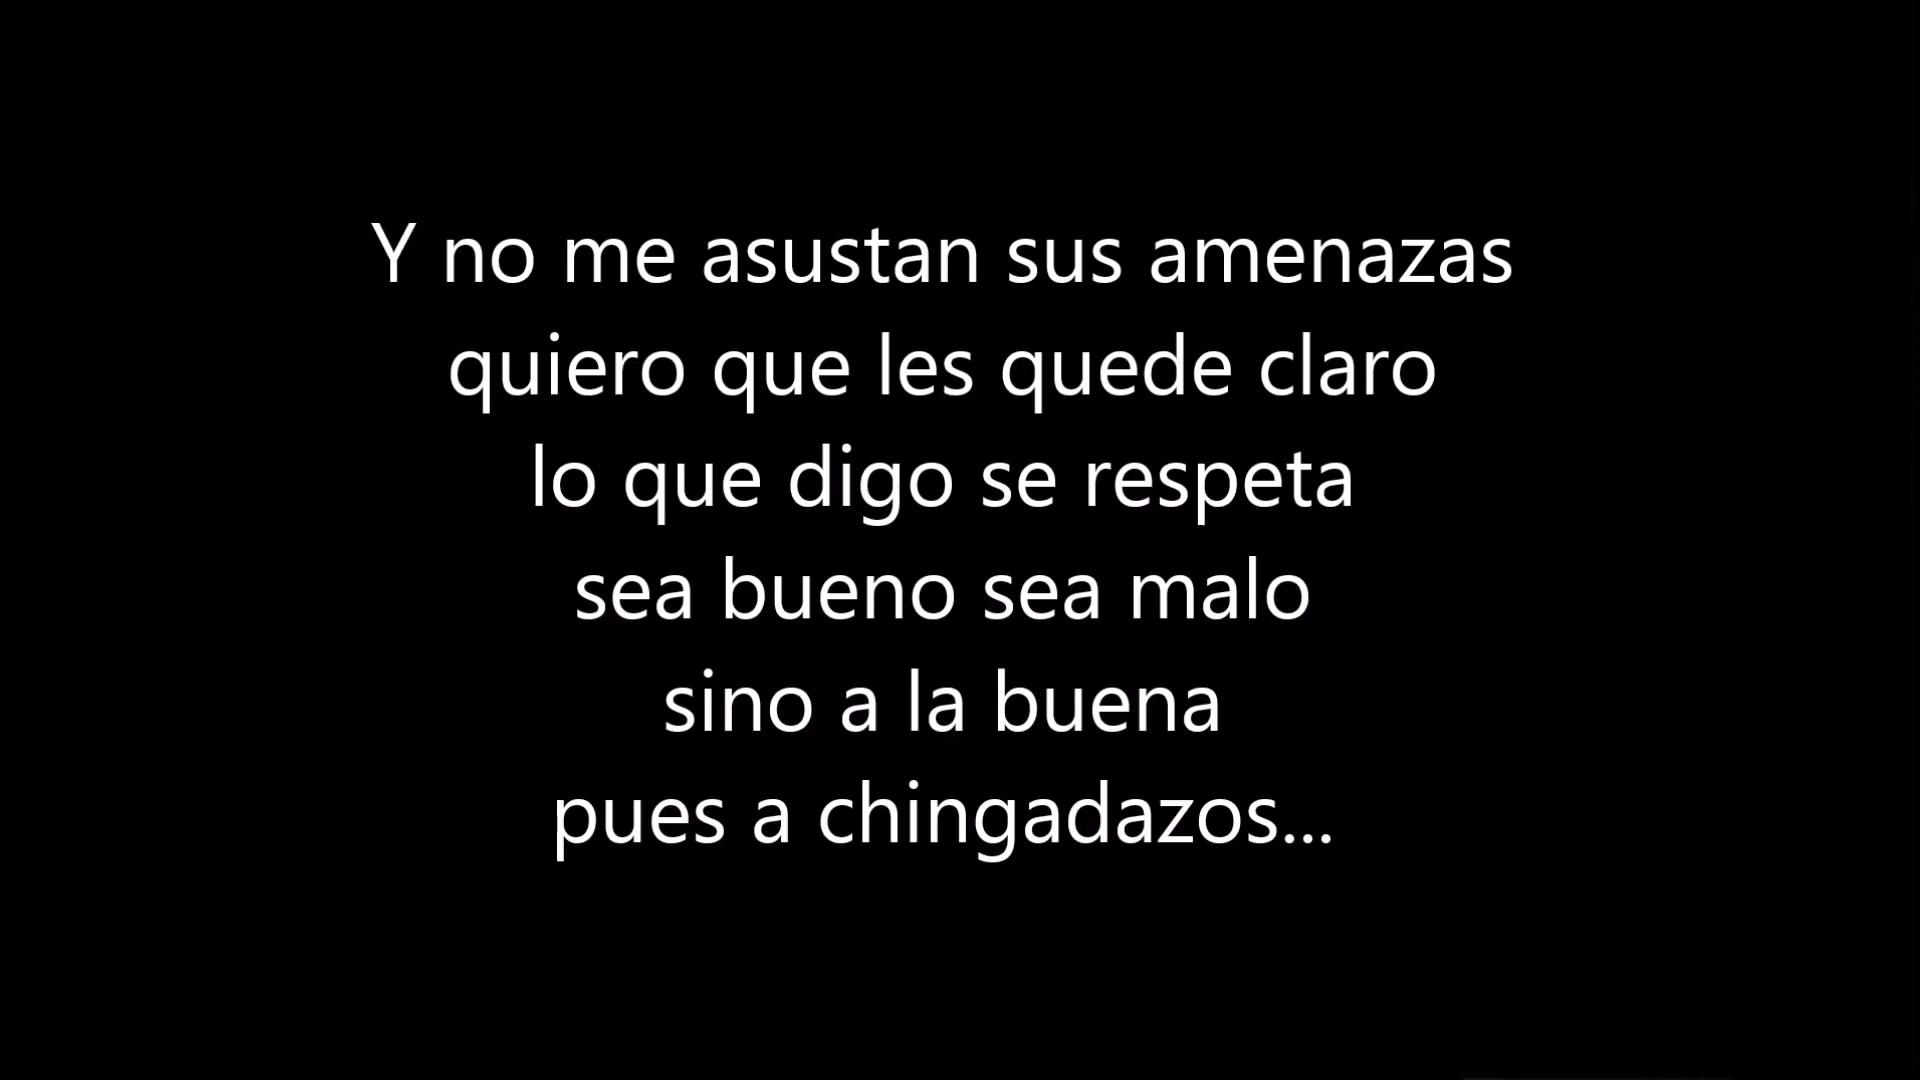 Y no me asustan sus amenazas
quiero que les quede claro
lo que digo se respeta
sea bueno sea malo
sino a la buena
pues a chingadazos...